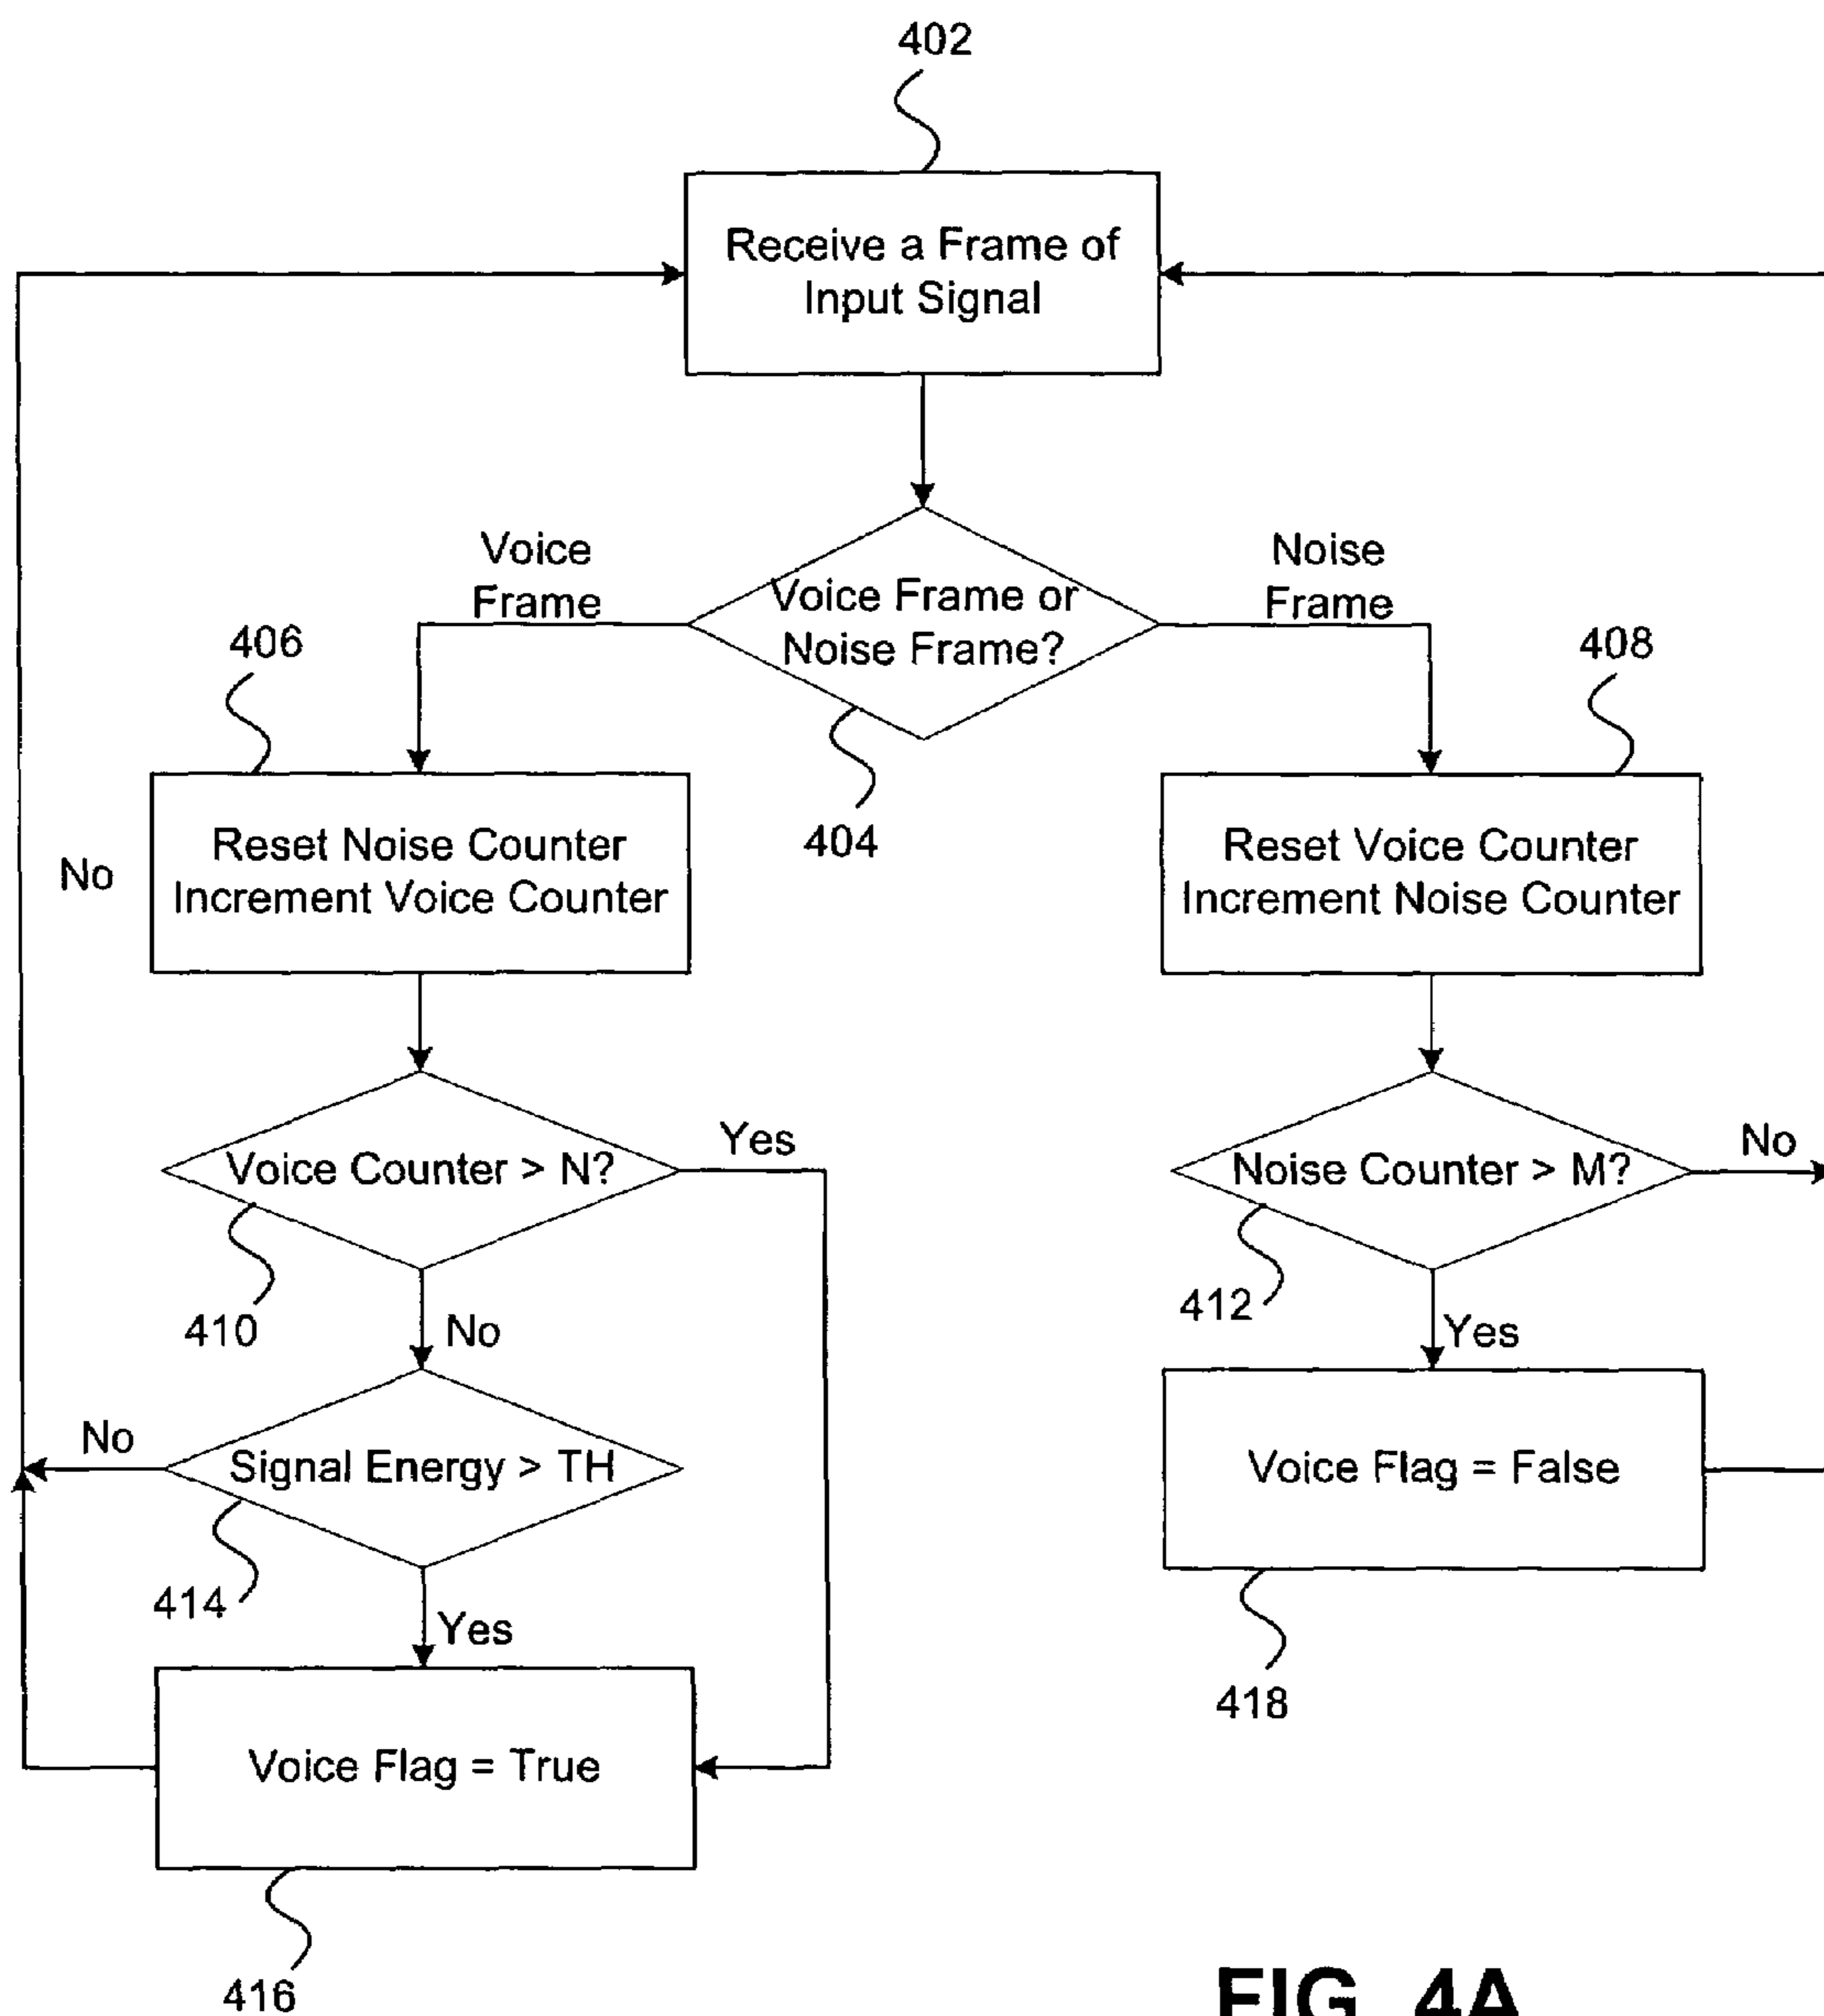 402
Receive a Frame of
Input Signal
Voice
Frame
Voice Frame or
Noise Frame?
Noise
Frame
406
408
404
No
Reset Noise Counter
Increment Voice Counter
Reset Voice Counter
Increment Noise Counter
Voice Counter > N?
Yes
Noise Counter > M?
No
410
No
412
Yes
No
Signal Energy > TH
Voice Flag = False
414
Yes
418
Voice Flag = True
416
FIG. 4A